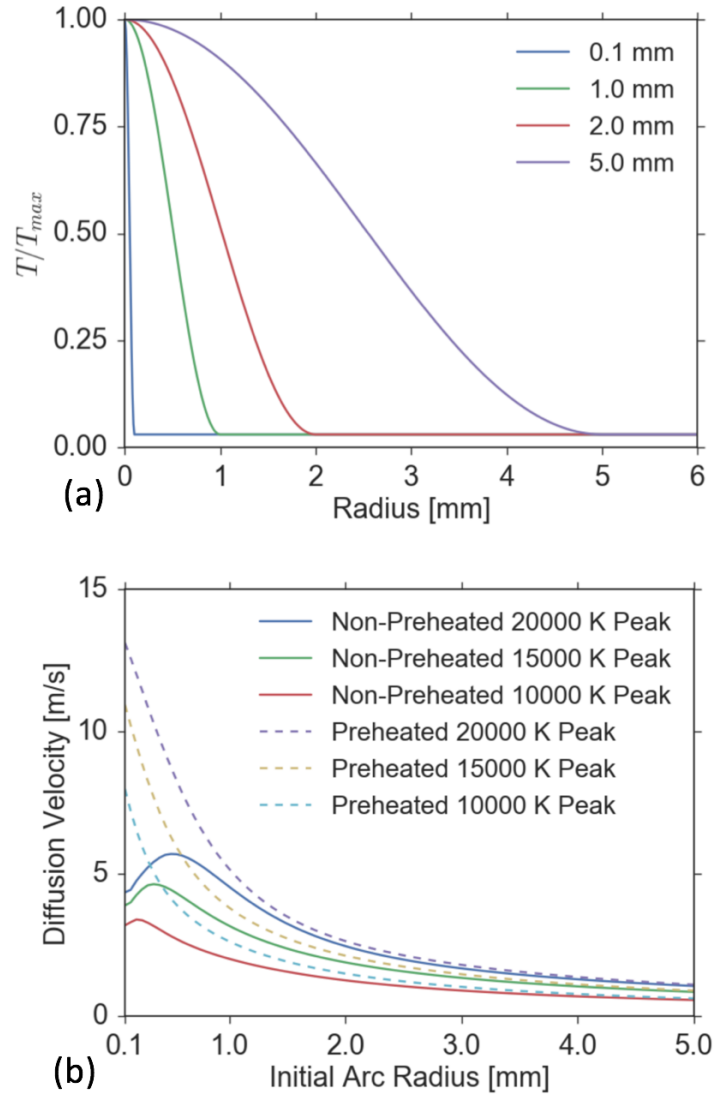 1.00
0.75
0.50
0.25
0.00
T/T_max
0.1 mm
1.0 mm
2.0 mm
5.0 mm
0 1 2 3 4 5 6
Radius [mm]
(a)
15
10
5
0
Diffusion Velocity [m/s]
Non-Preheated 20000 K Peak
Non-Preheated 15000 K Peak
Non-Preheated 10000 K Peak
Preheated 20000 K Peak
Preheated 15000 K Peak
Preheated 10000 K Peak
0.1 1.0 2.0 3.0 4.0 5.0
Initial Arc Radius [mm]
(b)